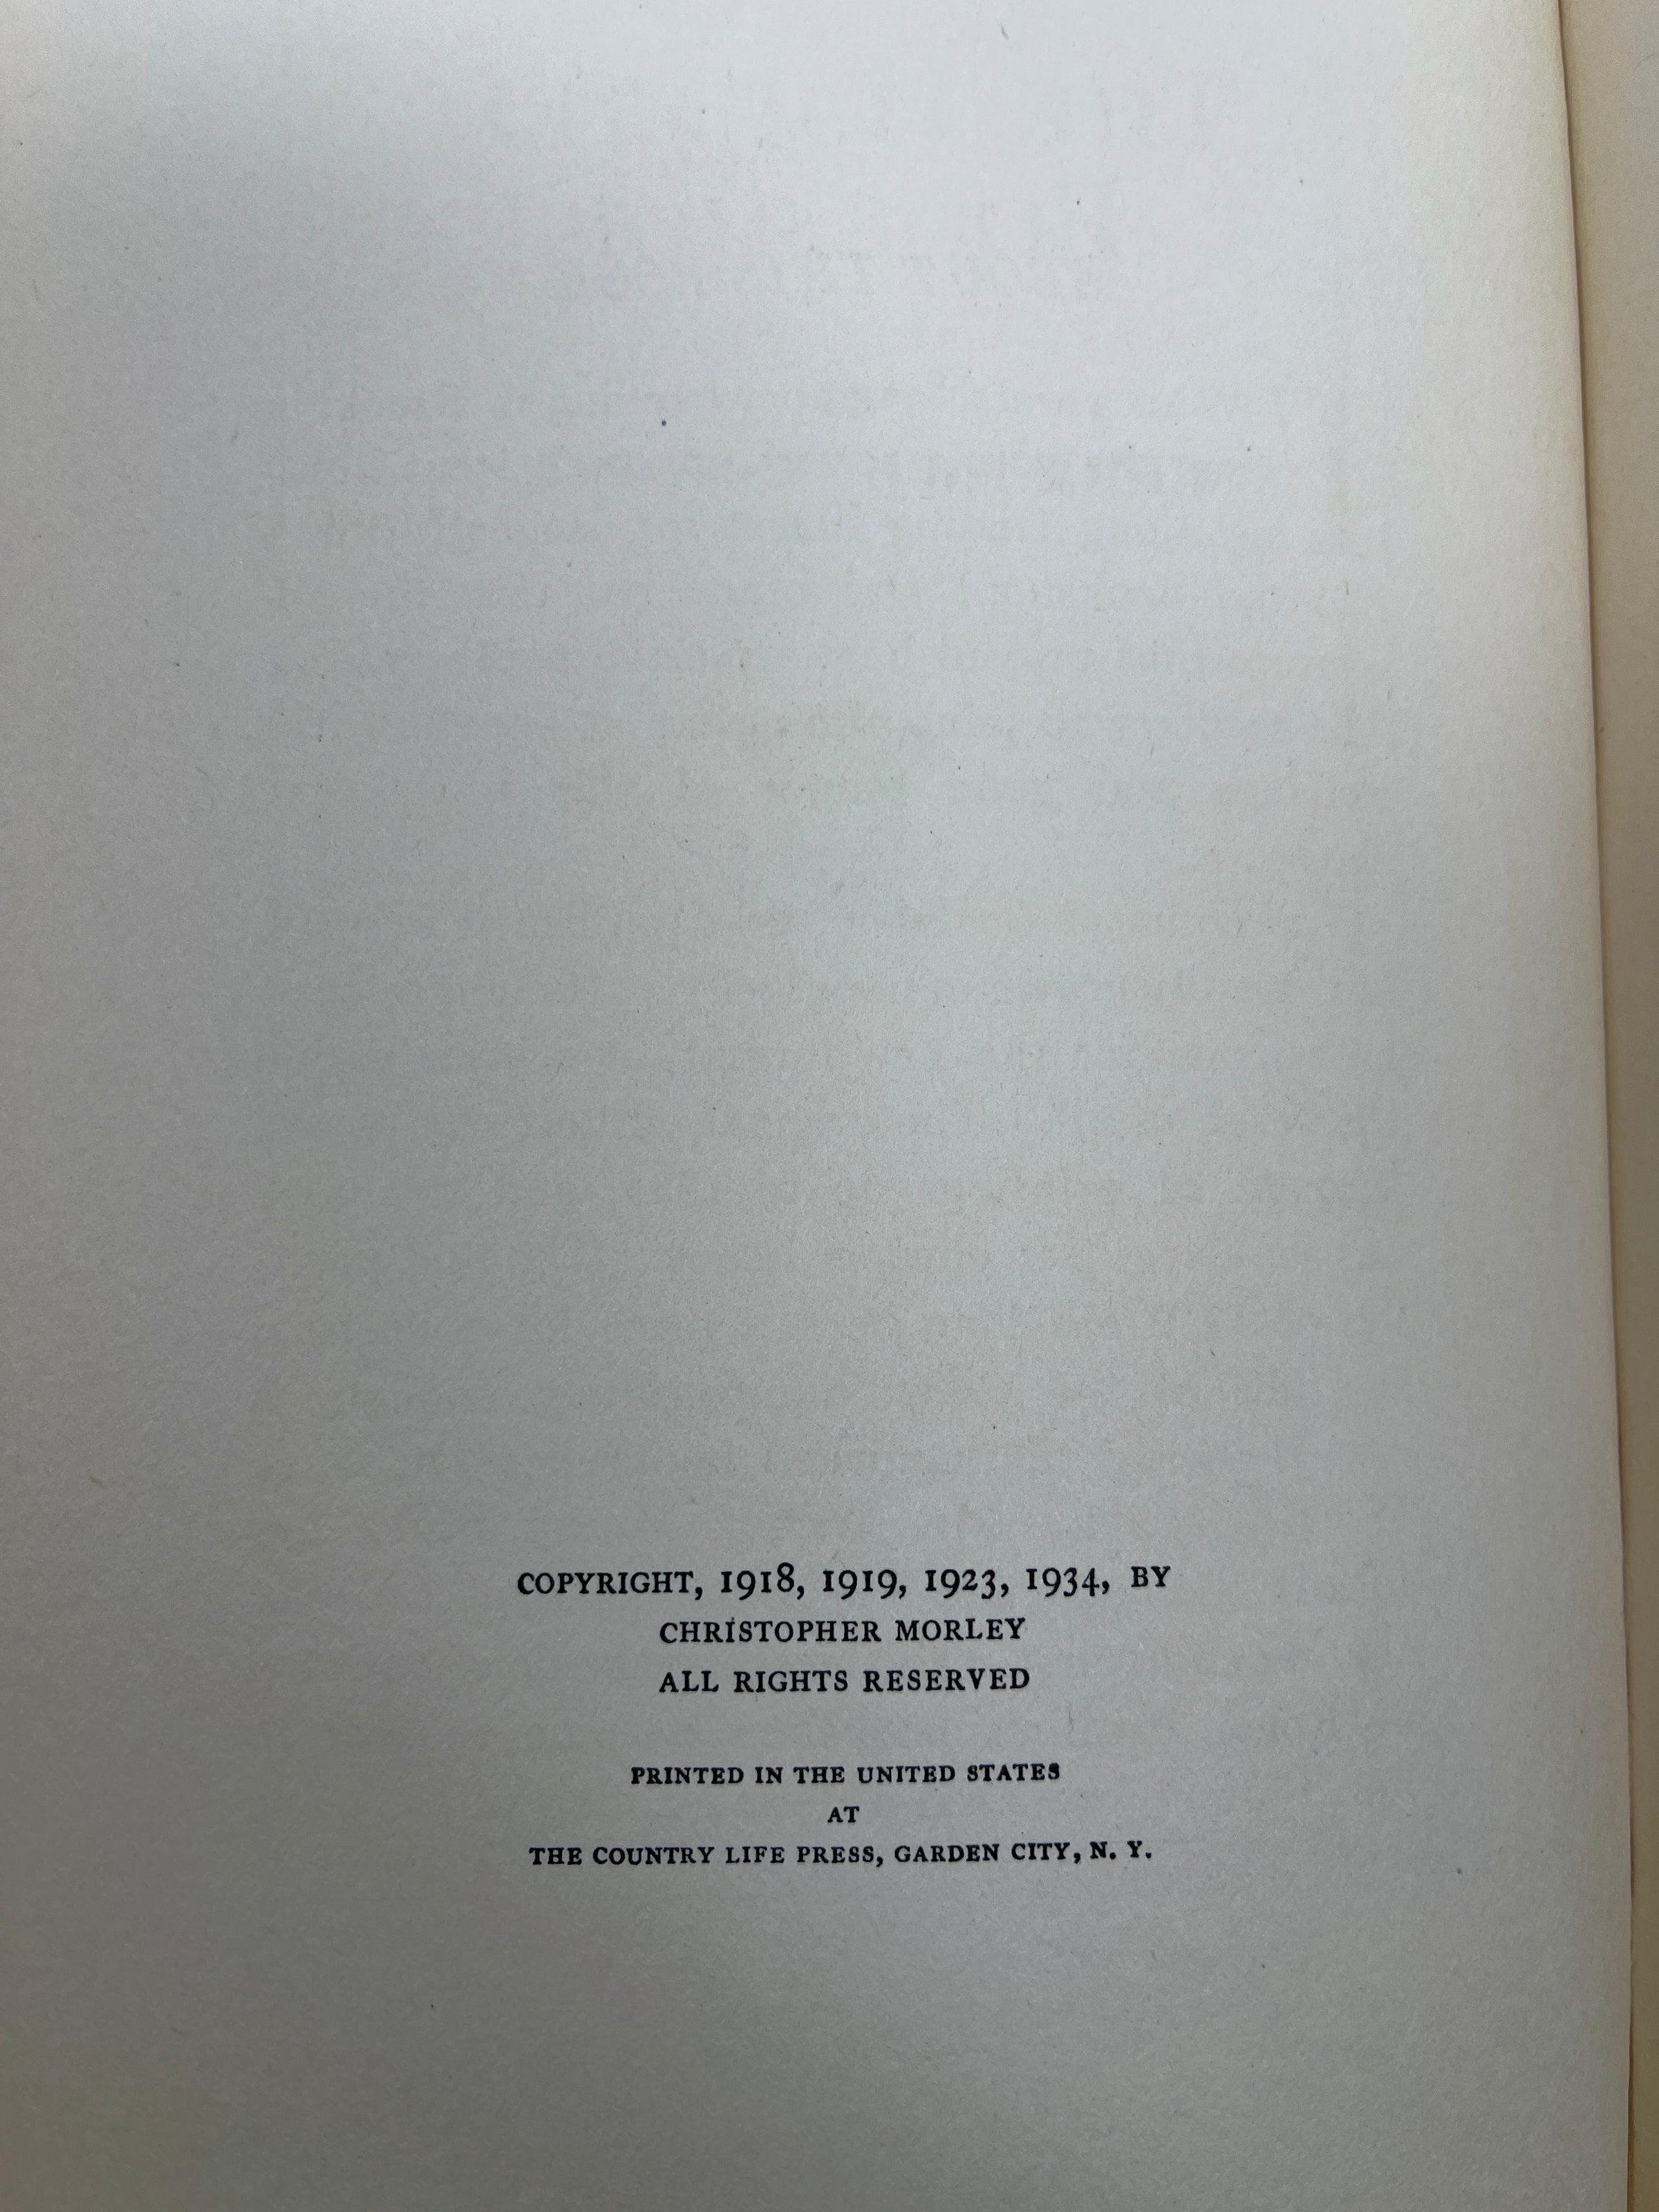 COPYRIGHT, 1918, 1919, 1923, 1934, BY
CHRISTOPHER MORLEY
ALL RIGHTS RESERVED
PRINTED IN THE UNITED STATES
AT
THE COUNTRY LIFE PRESS, GARDEN CITY, N. Y.